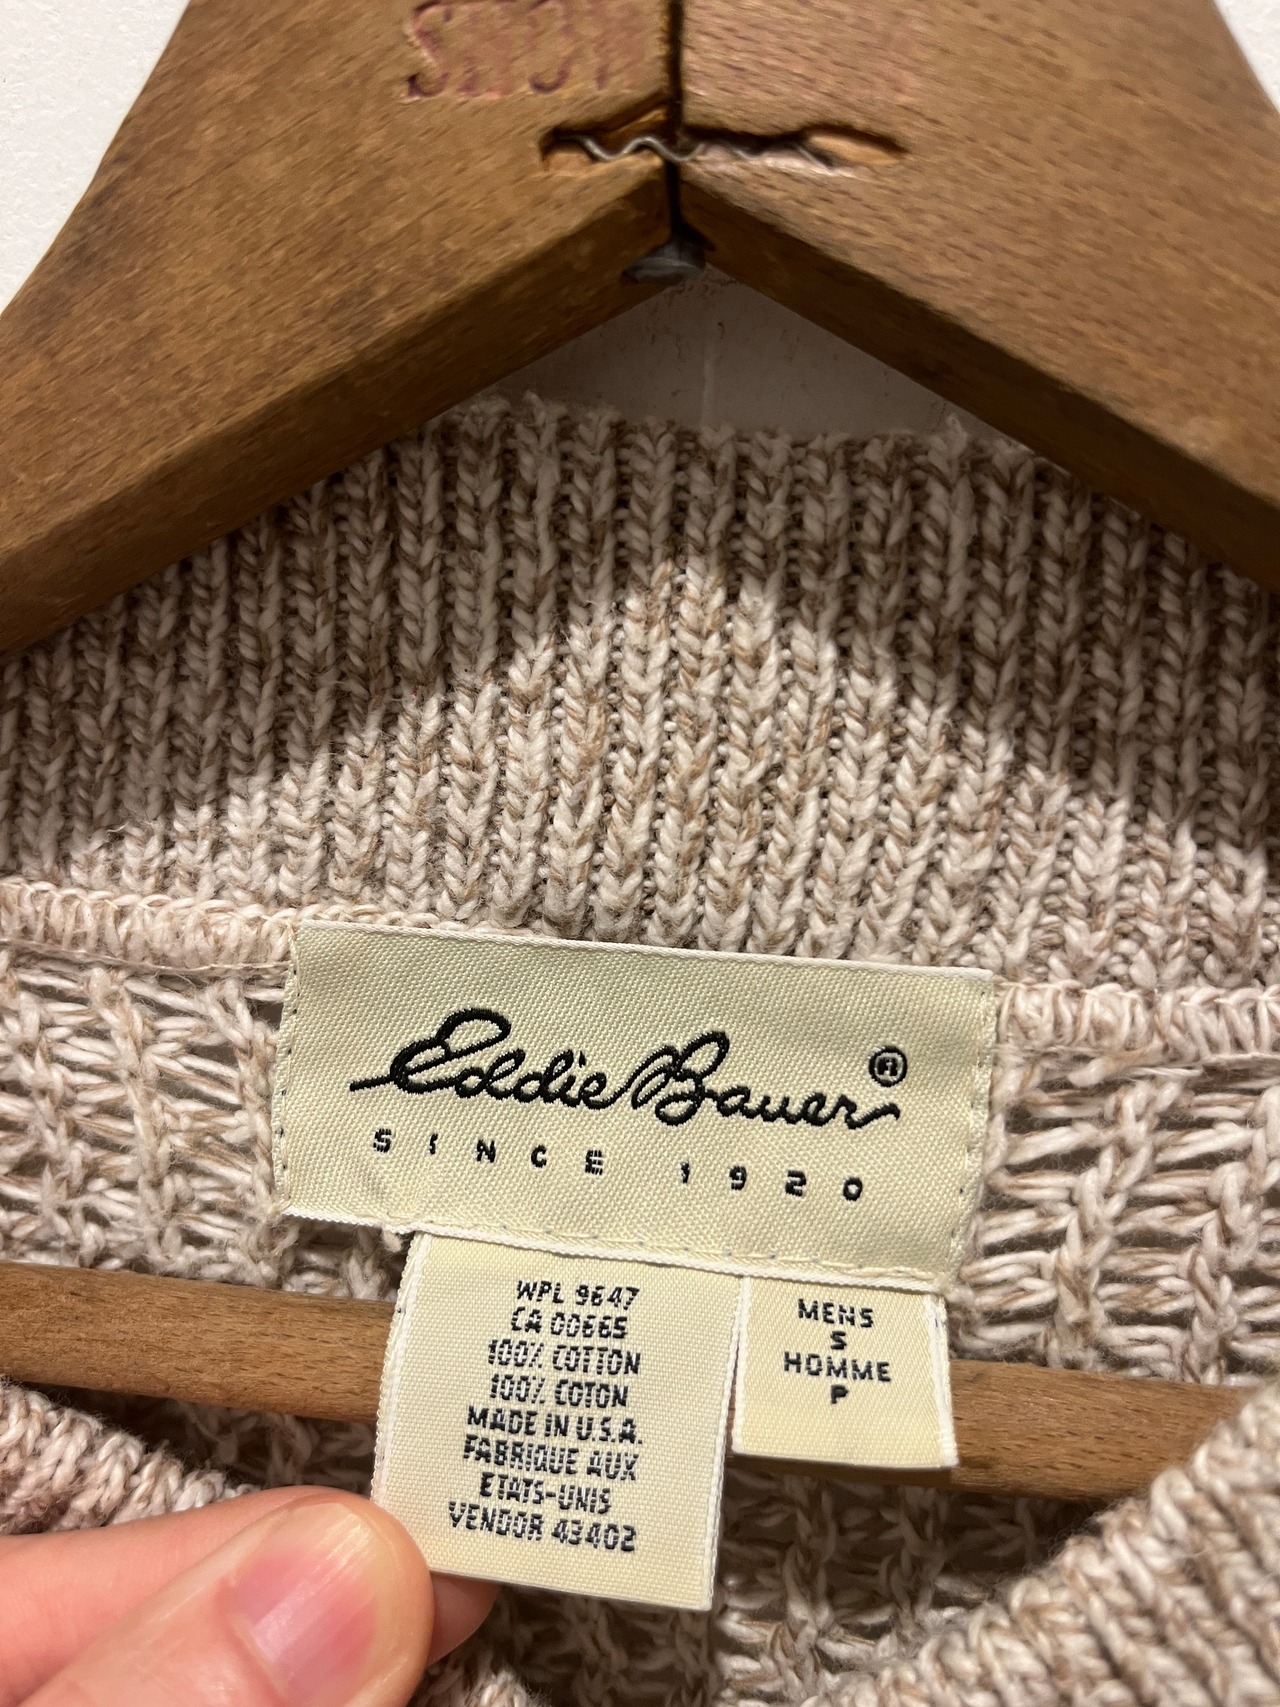 Eddie Bauer ®
SINCE 1920
WPL 9647
CA 00665
100% COTTON
100% COTON
MADE IN U.S.A.
FABRIQUE AUX
ETATS-UNIS
VENDOR 43402
MENS
S
HOMME
P